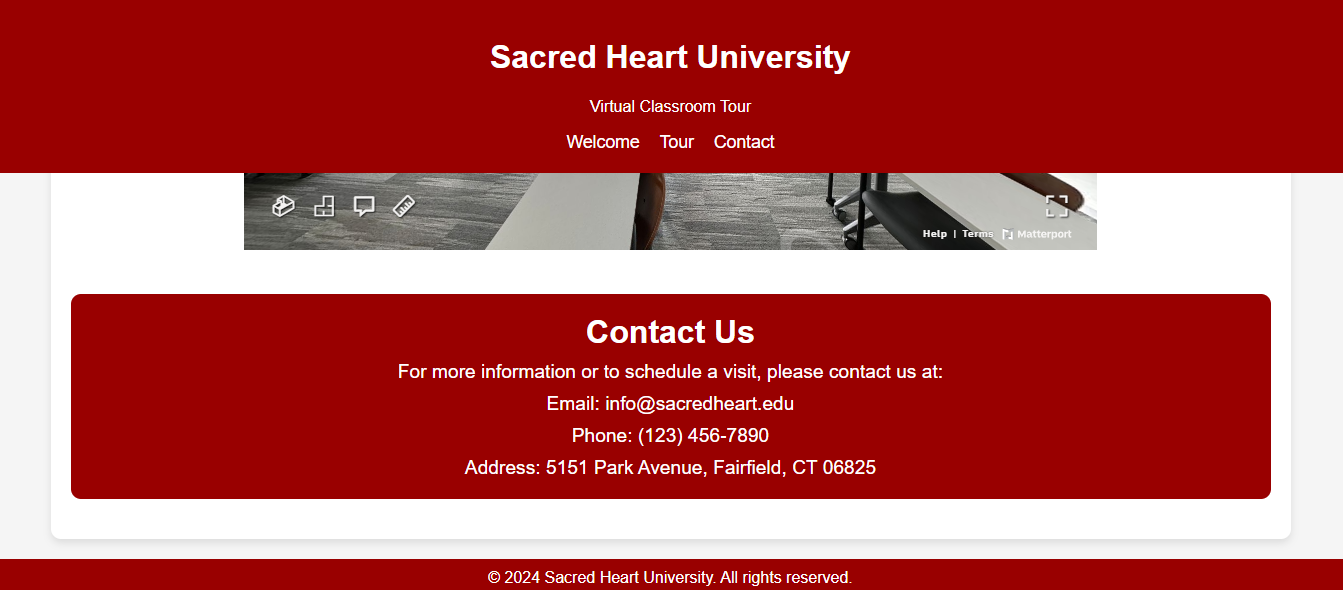 Sacred Heart University
Virtual Classroom Tour
Welcome Tour Contact
Help | Terms Matterport
Contact Us
For more information or to schedule a visit, please contact us at:
Email: info@sacredheart.edu
Phone: (123) 456-7890
Address: 5151 Park Avenue, Fairfield, CT 06825
© 2024 Sacred Heart University. All rights reserved.